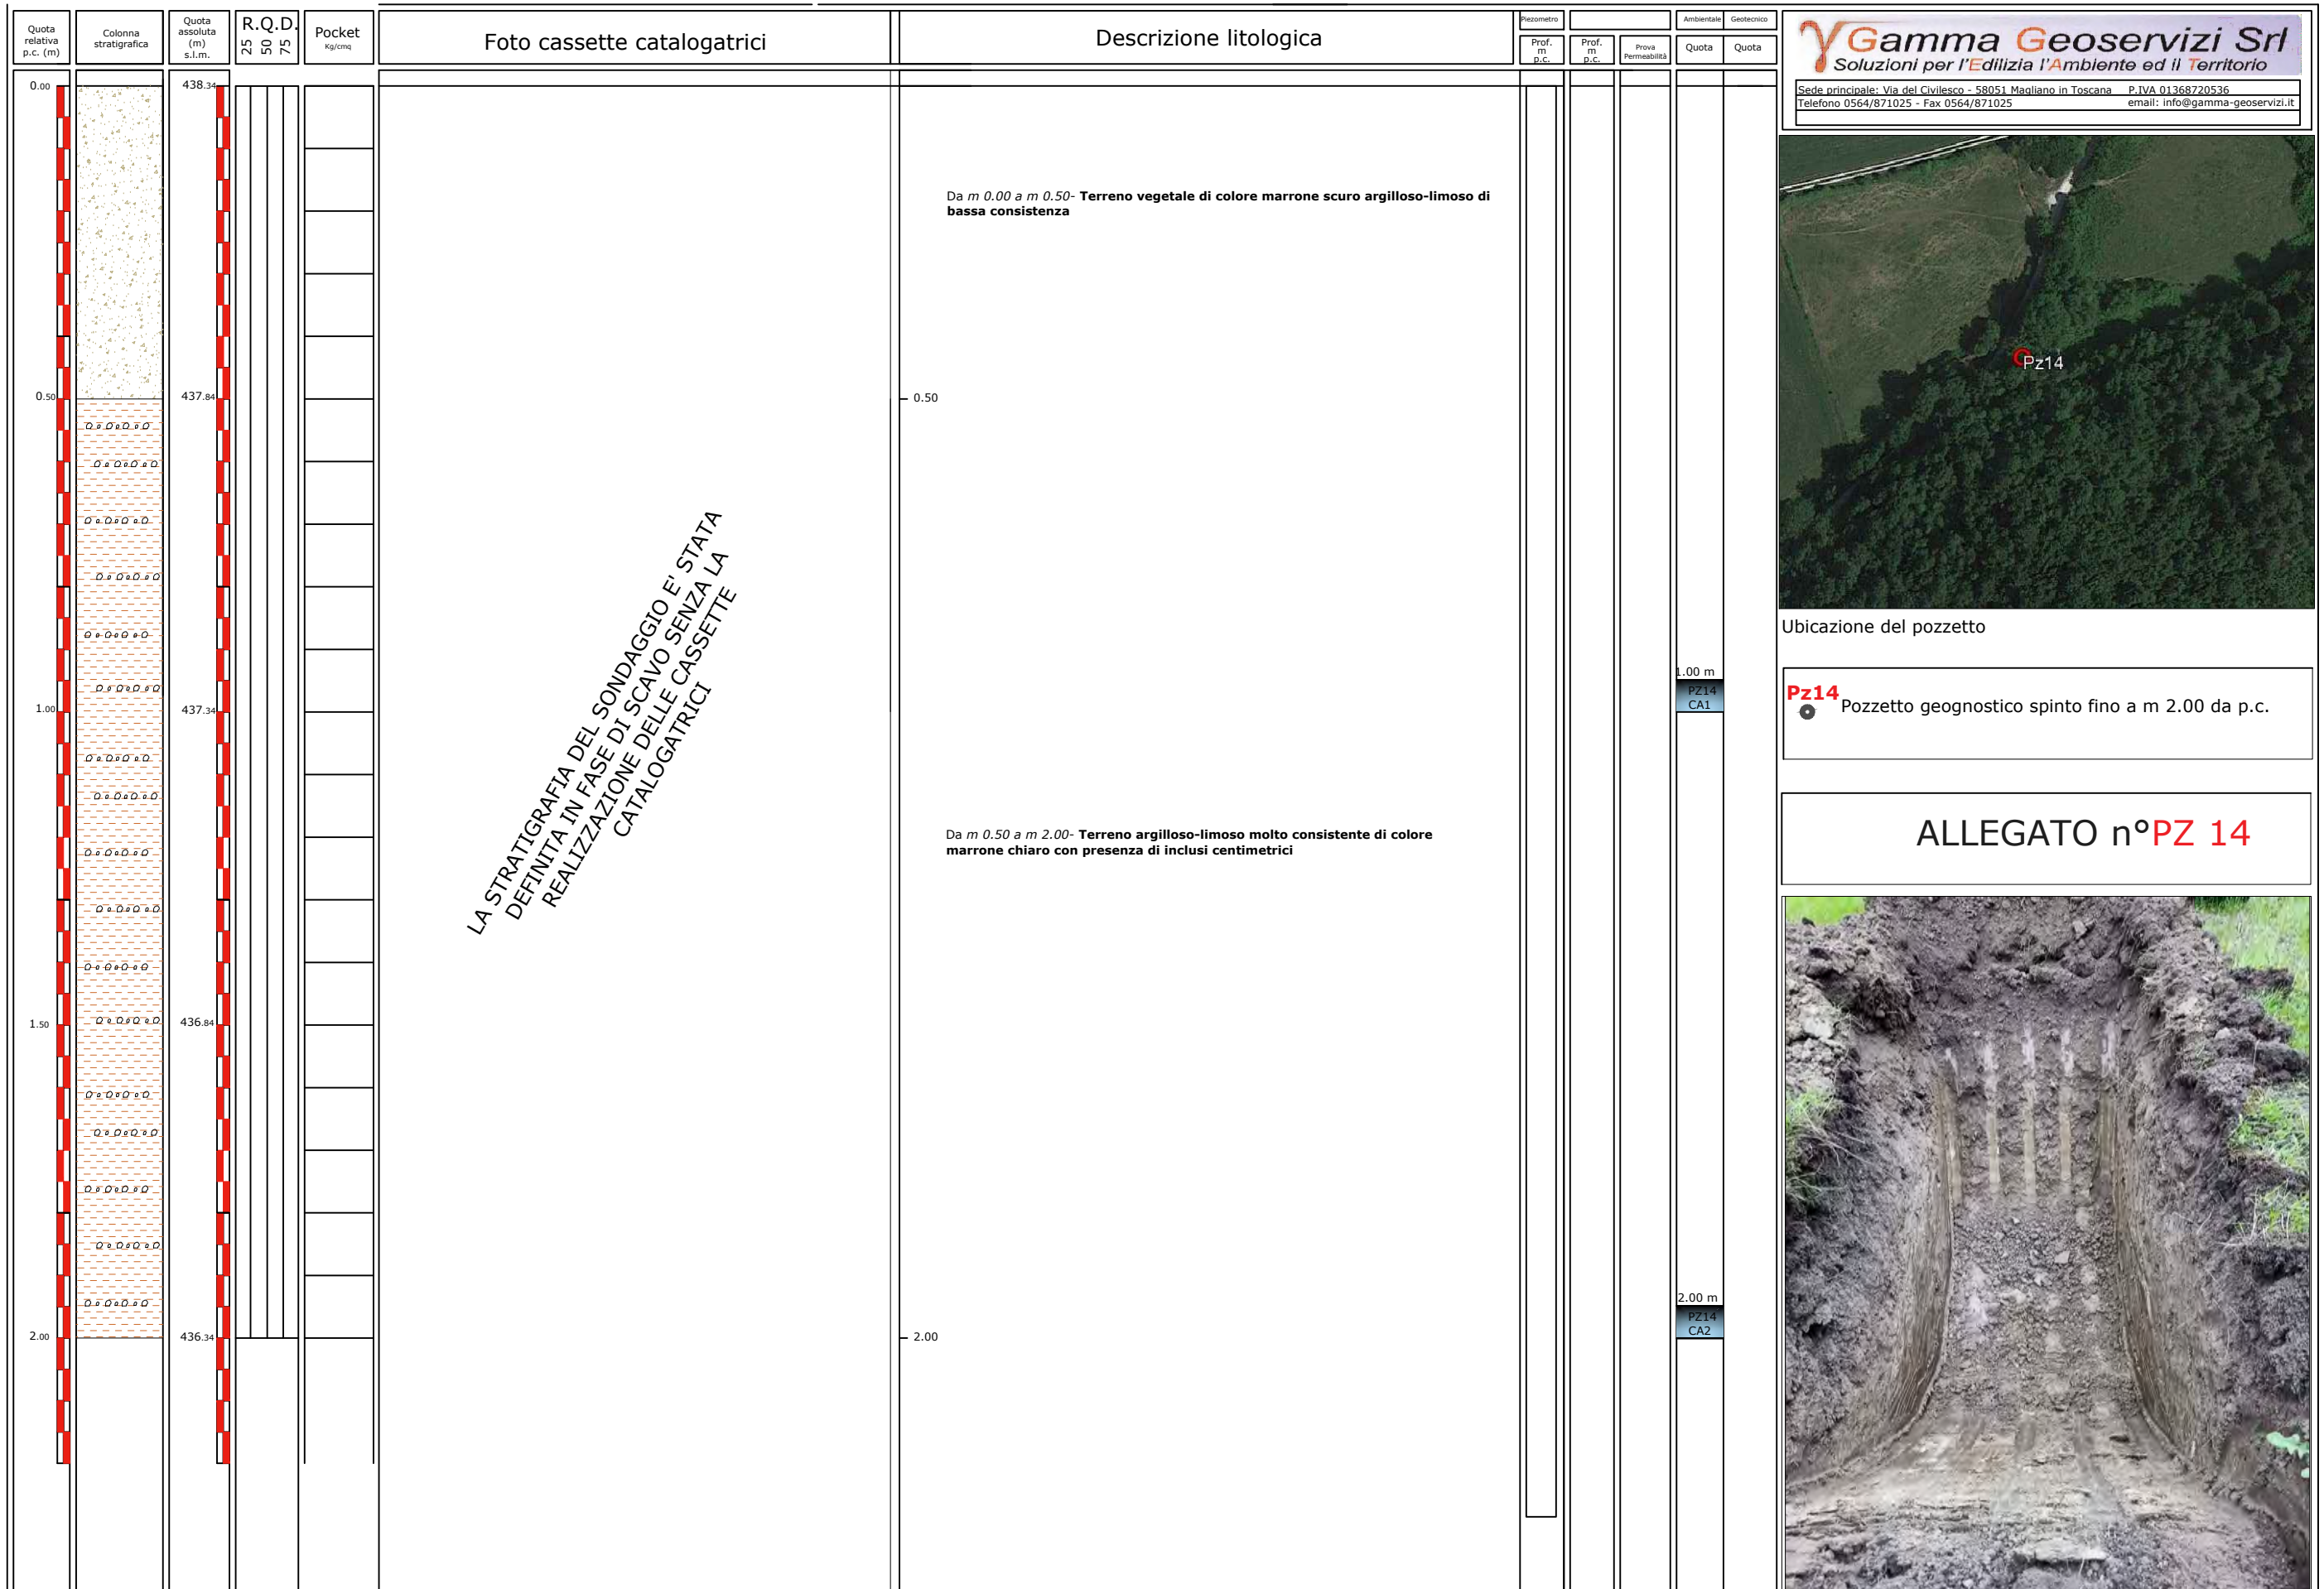 Quota
relativa
p.c. (m)
Colonna
stratigrafica
Quota
assoluta
(m)
s.l.m.
R.Q.D.
25
50
75
Pocket
Kg/cmq
Foto cassette catalogatrici
Descrizione litologica
Piezometro
Prof.
m
p.c.
Prof.
m
p.c.
Prova
Permeabilità
Ambientale
Geotecnico
Quota
Quota
γ Gamma Geoservizi Srl
Soluzioni per l'Edilizia l'Ambiente ed il Territorio
Sede principale: Via del Civilesco - 58051 Magliano in Toscana P.IVA 01368720536
Telefono 0564/871025 - Fax 0564/871025 email: info@gamma-geoservizi.it
0.00
438.34
Da m 0.00 a m 0.50- Terreno vegetale di colore marrone scuro argilloso-limoso di
bassa consistenza
Pz14
0.50
437.84
0.50
LA STRATIGRAFIA DEL SONDAGGIO E' STATA
DEFINITA IN FASE DI SCAVO SENZA LA
REALIZZAZIONE DELLE CASSETTE
CATALOGATRICI
Ubicazione del pozzetto
1.00
437.34
1.00 m
PZ14
CA1
Pz14
Pozzetto geognostico spinto fino a m 2.00 da p.c.
Da m 0.50 a m 2.00- Terreno argilloso-limoso molto consistente di colore
marrone chiaro con presenza di inclusi centimetrici
ALLEGATO n°PZ 14
1.50
436.84
2.00
436.34
2.00
2.00 m
PZ14
CA2